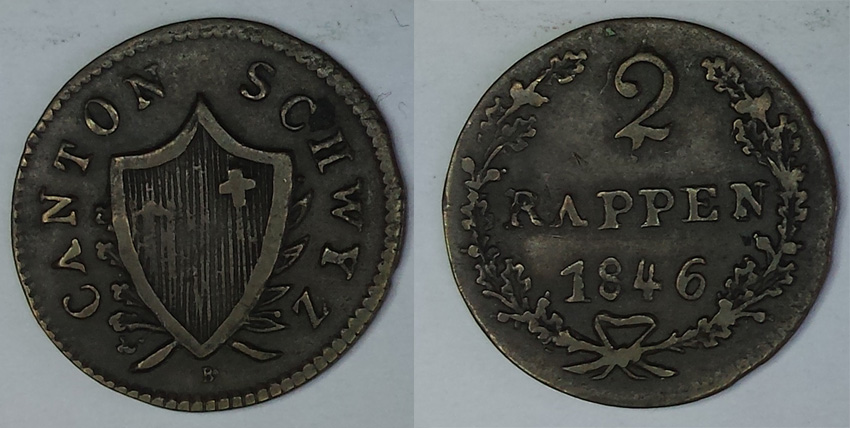 CANTON SCHWYZ
B
2
RAPPEN
1846